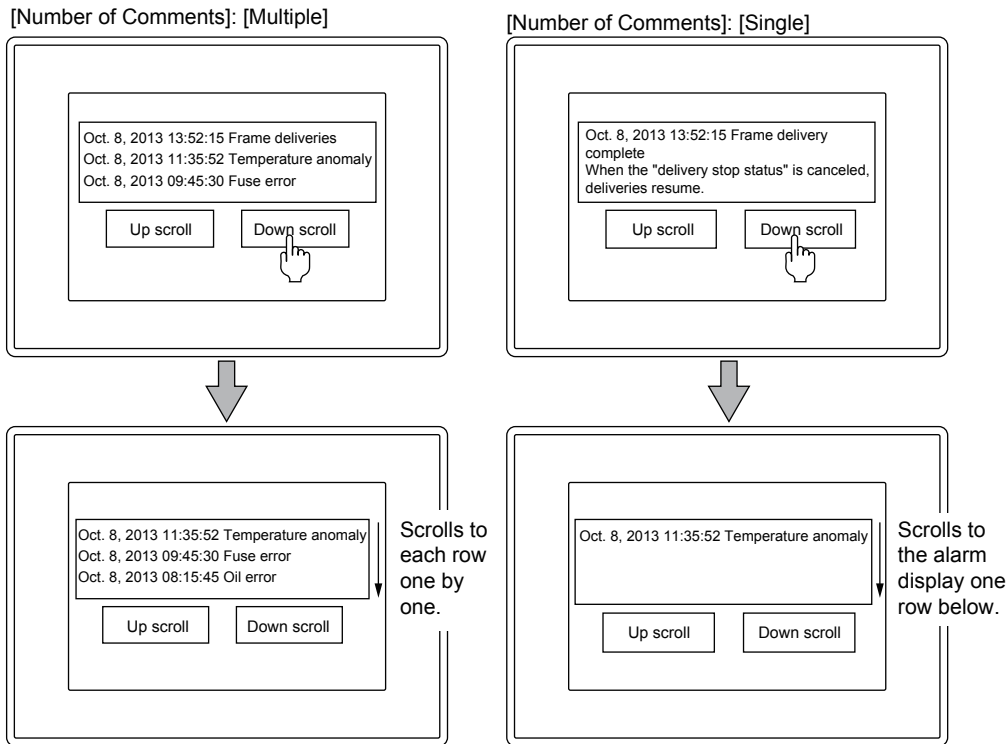 [Number of Comments]: [Multiple]
Oct. 8, 2013 13:52:15 Frame deliveries
Oct. 8, 2013 11:35:52 Temperature anomaly
Oct. 8, 2013 09:45:30 Fuse error
Up scroll
Down scroll
Oct. 8, 2013 11:35:52 Temperature anomaly
Oct. 8, 2013 09:45:30 Fuse error
Oct. 8, 2013 08:15:45 Oil error
Up scroll
Down scroll
Scrolls to
each row
one by
one.
[Number of Comments]: [Single]
Oct. 8, 2013 13:52:15 Frame delivery
complete
When the "delivery stop status" is canceled,
deliveries resume.
Up scroll
Down scroll
Oct. 8, 2013 11:35:52 Temperature anomaly
Up scroll
Down scroll
Scrolls to
the alarm
display one
row below.